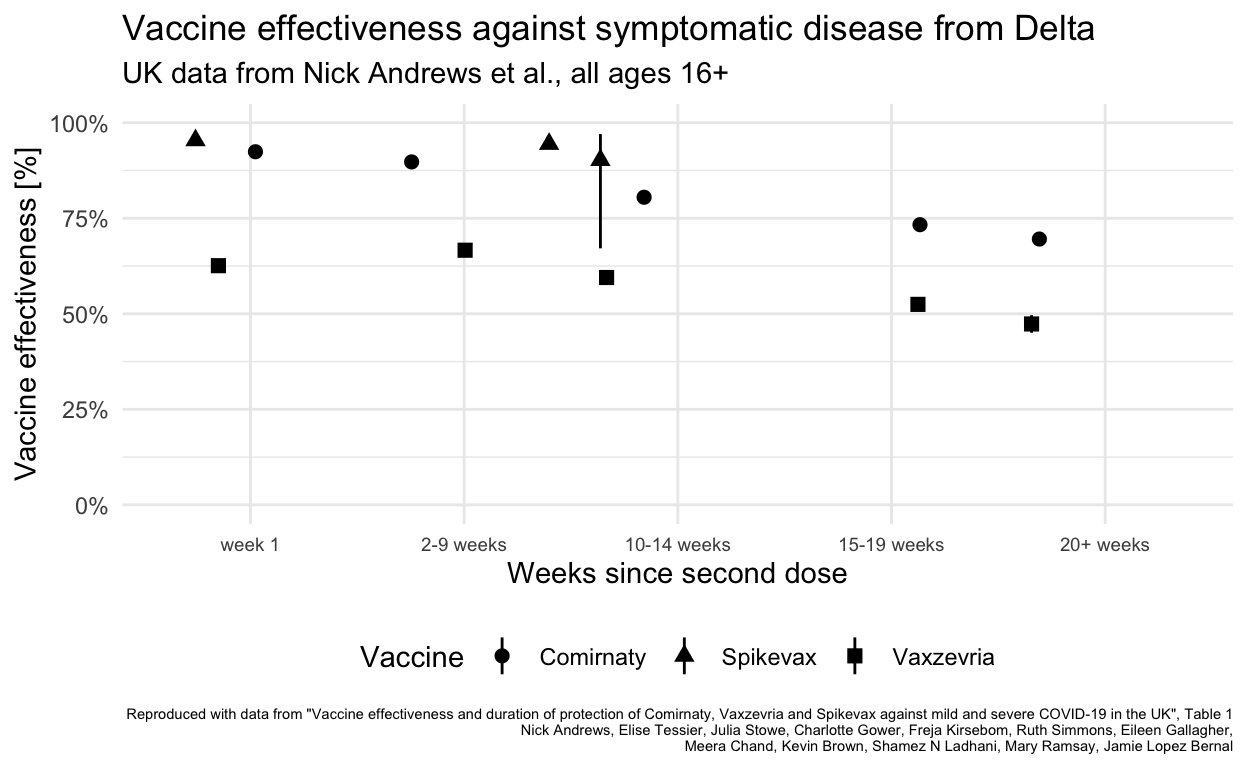 Vaccine effectiveness against symptomatic disease from Delta
UK data from Nick Andrews et al., all ages 16+
Vaccine effectiveness [%]
100%
75%
50%
25%
0%
week 1
2-9 weeks
10-14 weeks
15-19 weeks
20+ weeks
Weeks since second dose
Vaccine
Comirnaty
Spikevax
Vaxzevria
Reproduced with data from "Vaccine effectiveness and duration of protection of Comirnaty, Vaxzevria and Spikevax against mild and severe COVID-19 in the UK", Table 1
Nick Andrews, Elise Tessier, Julia Stowe, Charlotte Gower, Freja Kirsebom, Ruth Simmons, Eileen Gallagher,
Meera Chand, Kevin Brown, Shamez N Ladhani, Mary Ramsay, Jamie Lopez Bernal